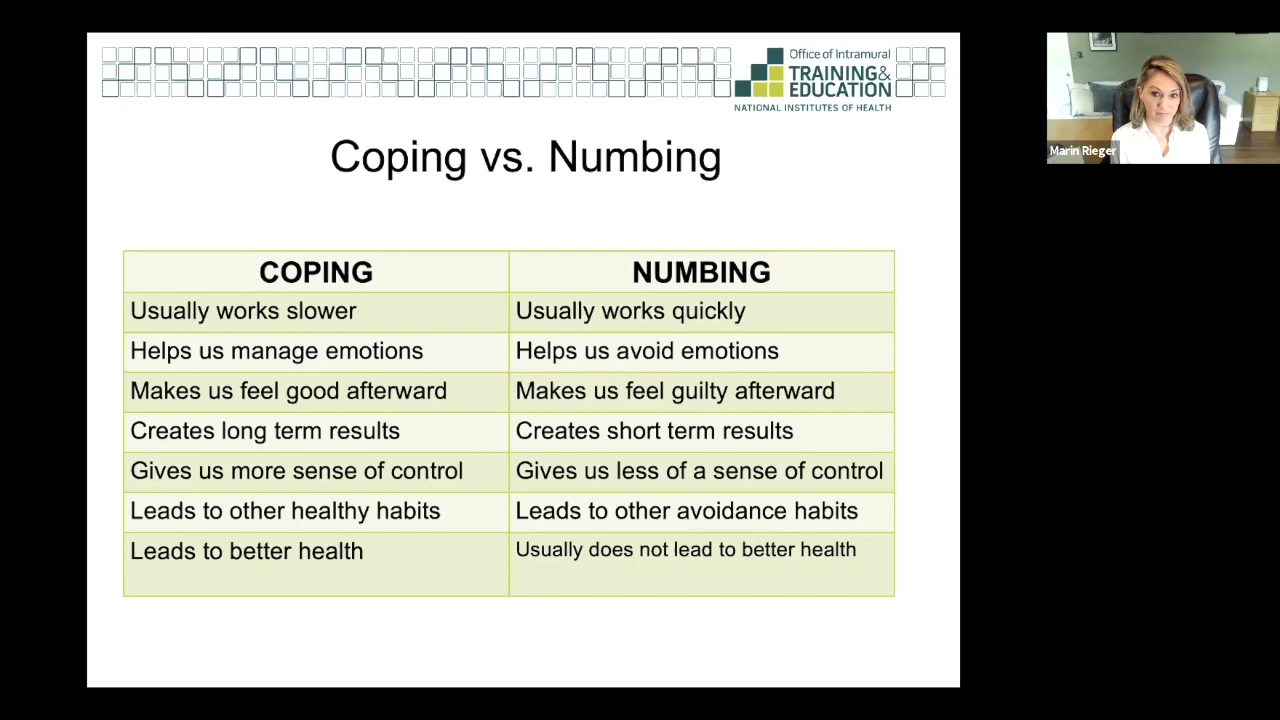 Office of Intramural
TRAINING&
EDUCATION
NATIONAL INSTITUTES OF HEALTH
Marin Rieger
Coping vs. Numbing
COPING NUMBING
Usually works slower Usually works quickly
Helps us manage emotions Helps us avoid emotions
Makes us feel good afterward Makes us feel guilty afterward
Creates long term results Creates short term results
Gives us more sense of control Gives us less of a sense of control
Leads to other healthy habits Leads to other avoidance habits
Leads to better health Usually does not lead to better health